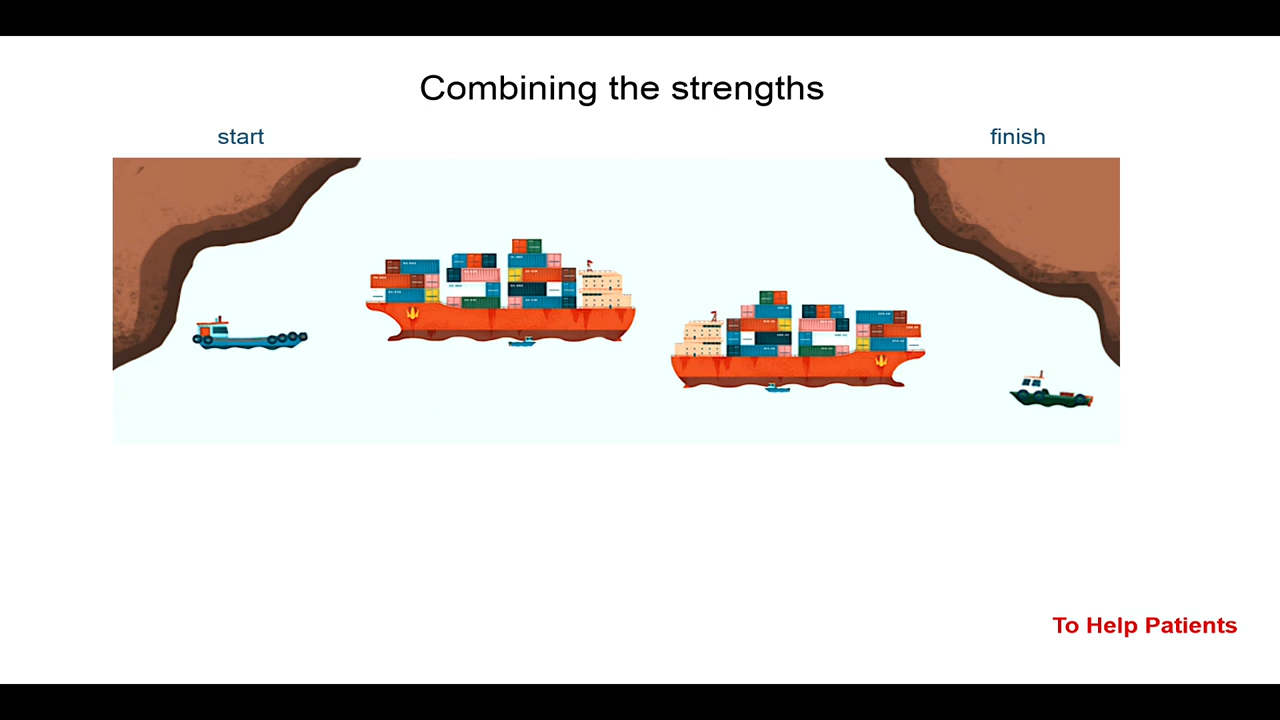 Combining the strengths
start
finish
To Help Patients